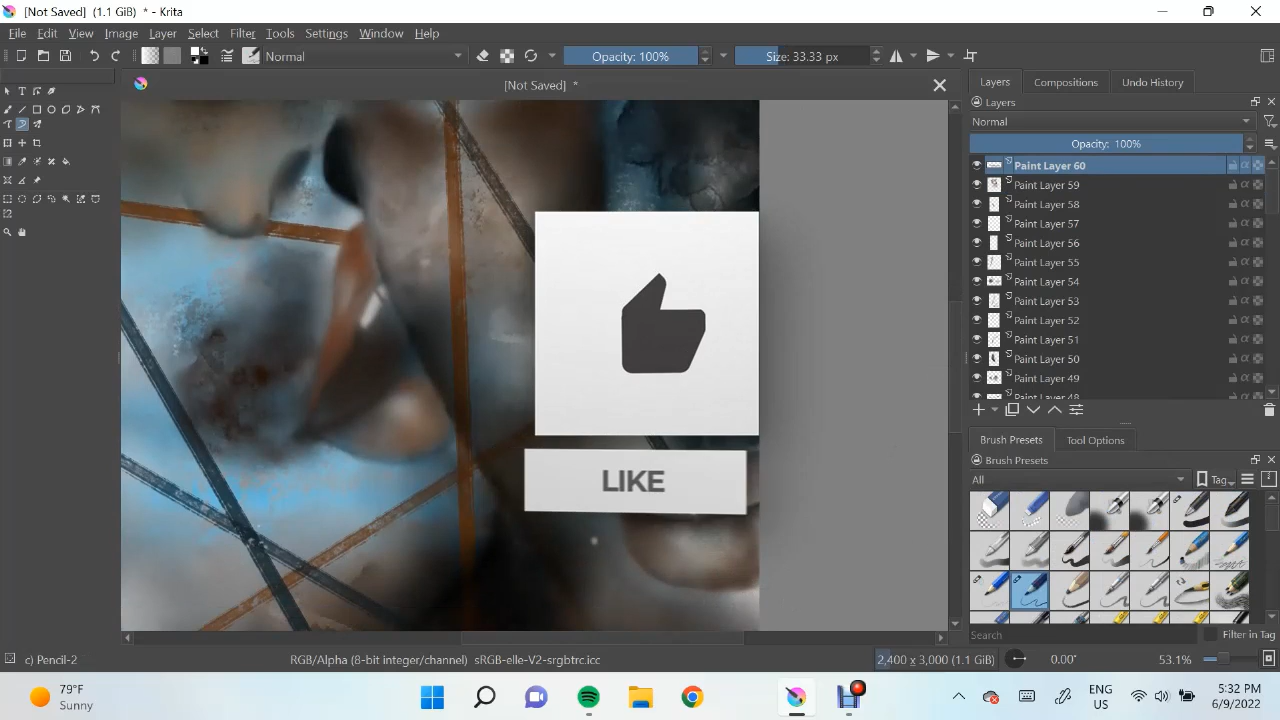 [Not Saved] (1.1 GiB) * - Krita
File Edit View Image Layer Select Filter Tools Settings Window Help
Normal Opacity: 100% Size: 33.33 px
[Not Saved] *
Layers Compositions Undo History
Layers
Normal
Opacity: 100%
Paint Layer 60
Paint Layer 59
Paint Layer 58
Paint Layer 57
Paint Layer 56
Paint Layer 55
Paint Layer 54
Paint Layer 53
Paint Layer 52
Paint Layer 51
Paint Layer 50
Paint Layer 49
Paint Layer 48
LIKE
Brush Presets Tool Options
Brush Presets
All Tag
Search Filter in Tag
c) Pencil-2 RGB/Alpha (8-bit integer/channel) sRGB-elle-V2-srgbtrc.icc 2,400 x 3,000 (1.1 GiB) 0.00° 53.1%
79°F
Sunny
ENG
US
5:32 PM
6/9/2022